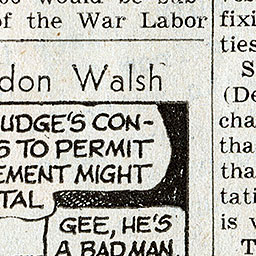 of the War Labor
don Walsh
UDGE'S CON-
S TO PERMIT
EMENT MIGHT
TAL
GEE, HE'S
A BAD MAN
fixi
ties
S
(De
cha
tha
tha
tati
is v
T